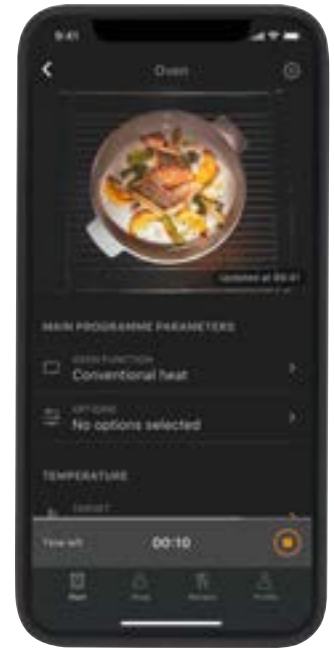 9:41
Oven
Updated at 09:41
MAIN PROGRAMME PARAMETERS
OVEN FUNCTION
Conventional heat
OPTIONS
No options selected
TEMPERATURE
TARGET
Time left
00:10
Recipes
Profile